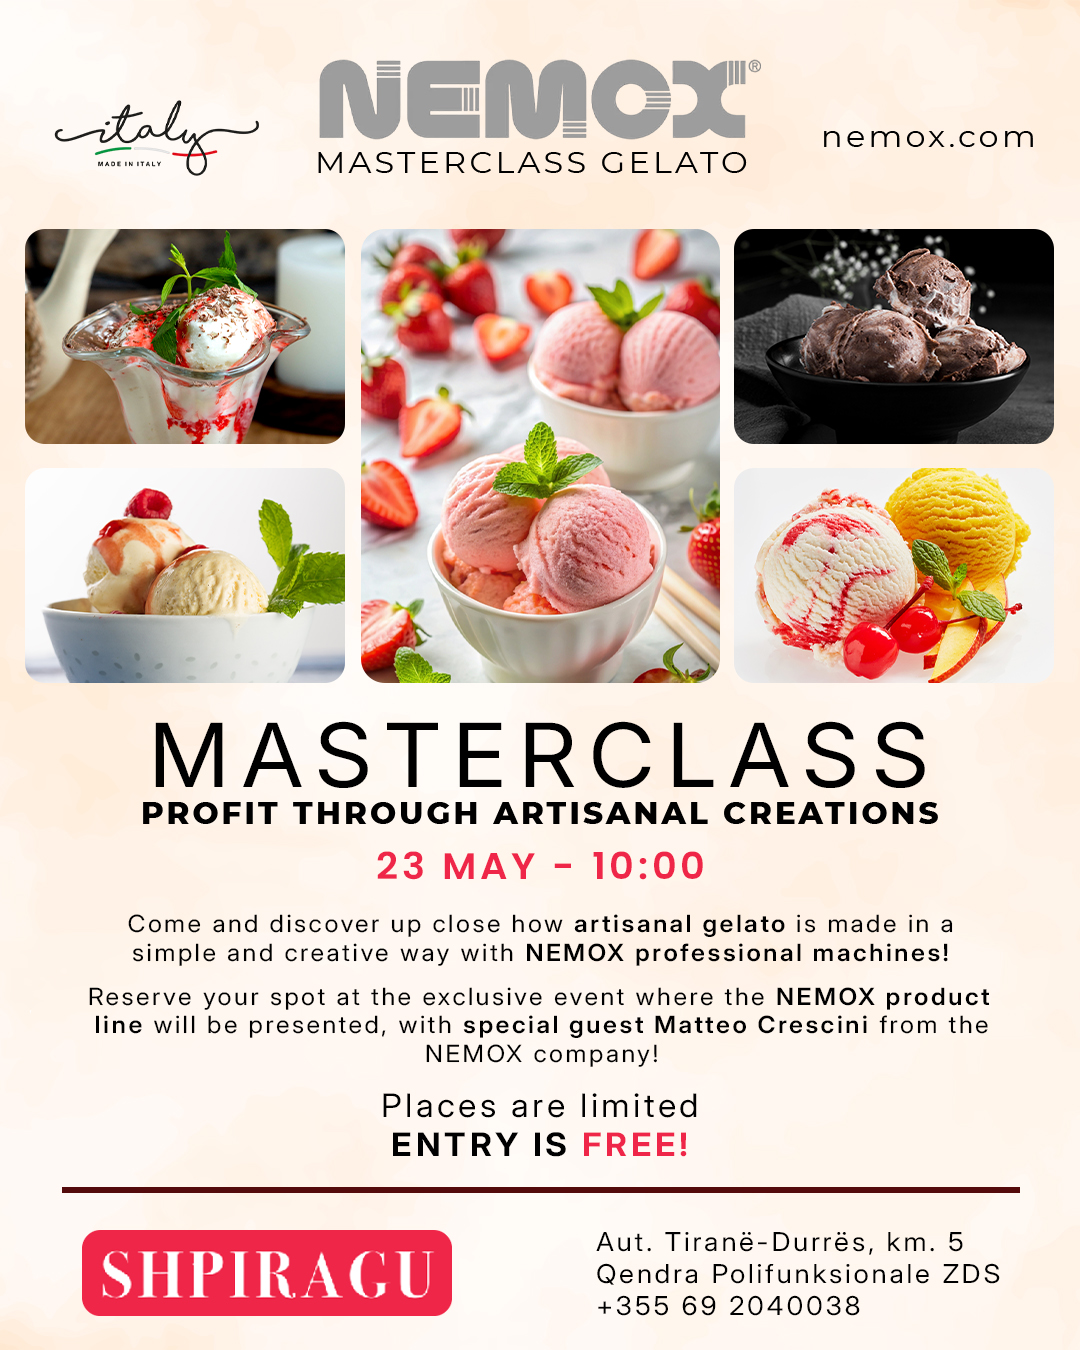 italy
MADE IN ITALY
NEMOX®
MASTERCLASS GELATO
nemox.com
MASTERCLASS
PROFIT THROUGH ARTISANAL CREATIONS
23 MAY - 10:00
Come and discover up close how artisanal gelato is made in a
simple and creative way with NEMOX professional machines!
Reserve your spot at the exclusive event where the NEMOX product
line will be presented, with special guest Matteo Crescini from the
NEMOX company!
Places are limited
ENTRY IS FREE!
SHPIRAGU
Aut. Tiranë-Durrës, km. 5
Qendra Polifunksionale ZDS
+355 69 2040038